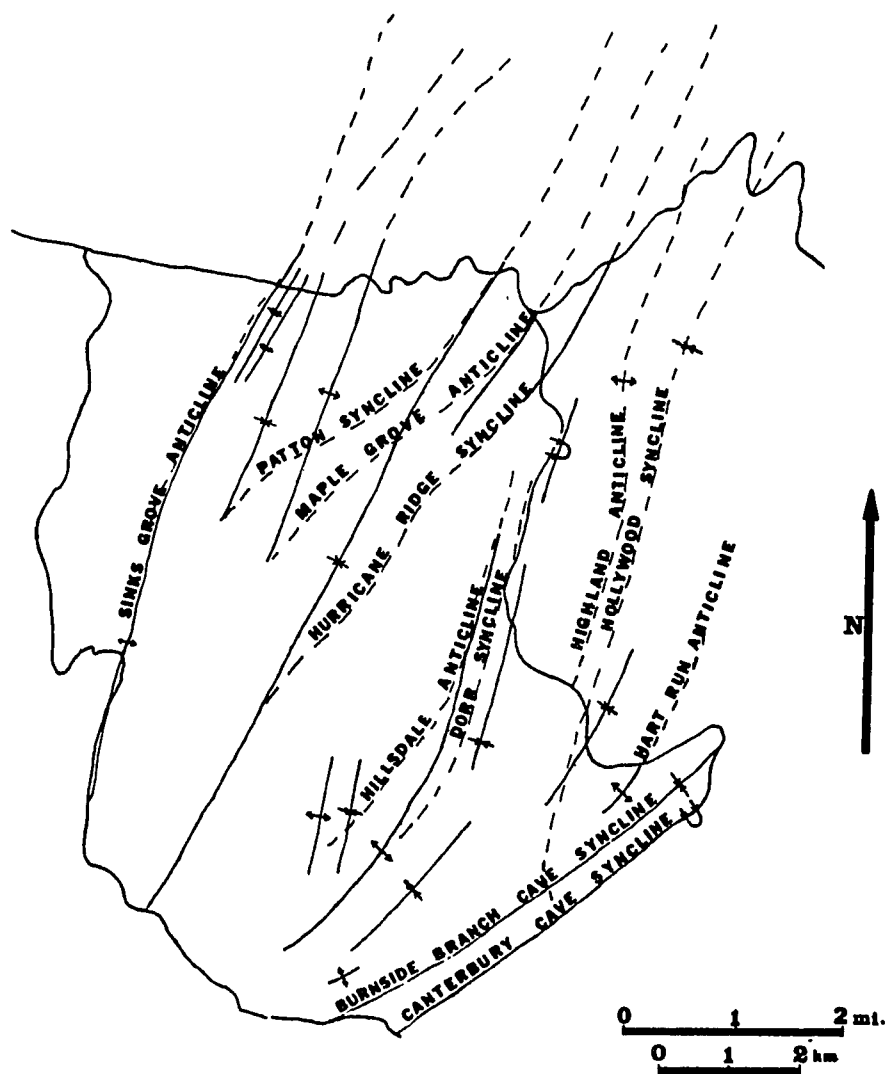 SINKS GROVE ANTICLINE
PATTON SYNCLINE
MAPLE GROVE ANTICLINE
HURRICANE RIDGE SYNCLINE
HILLSDALE ANTICLINE
DORR SYNCLINE
HIGHLAND ANTICLINE
HOLLYWOOD SYNCLINE
HART RUN ANTICLINE
BURNSIDE BRANCH CAVE SYNCLINE
CANTERBURY CAVE SYNCLINE
N
0 1 2 mi.
0 1 2 km